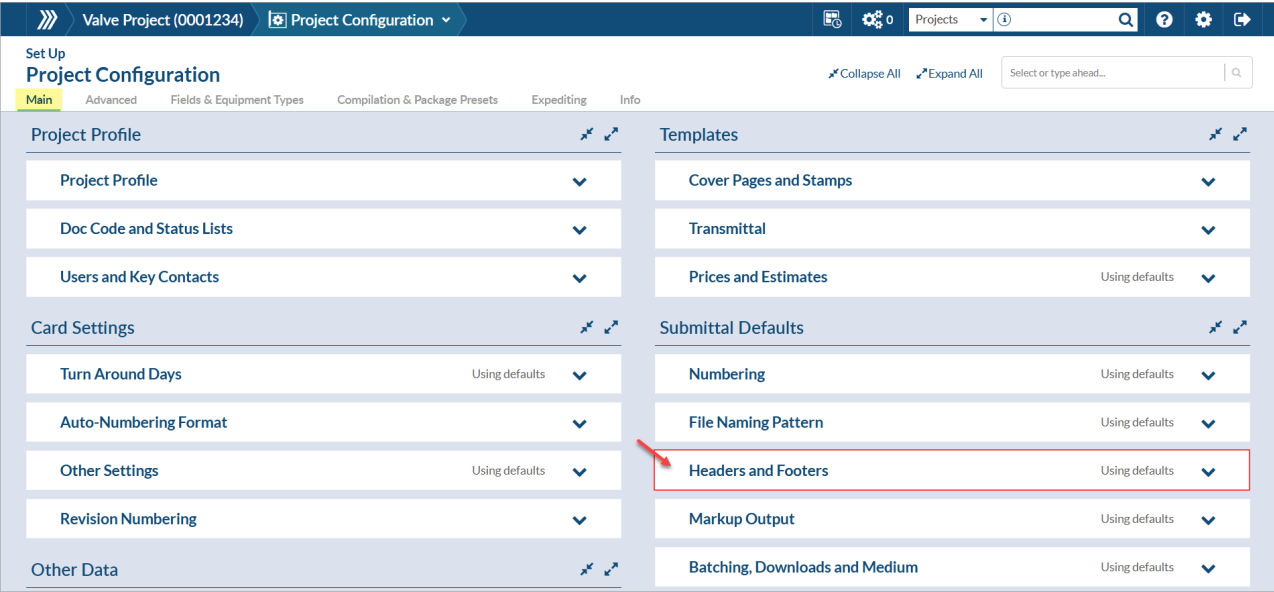 Valve Project (0001234)
Project Configuration
0
Projects
Set Up
Project Configuration
Collapse All
Expand All
Select or type ahead...
Main
Advanced
Fields & Equipment Types
Compilation & Package Presets
Expediting
Info
Project Profile
Project Profile
Doc Code and Status Lists
Users and Key Contacts
Card Settings
Turn Around Days Using defaults
Auto-Numbering Format
Other Settings Using defaults
Revision Numbering
Other Data
Templates
Cover Pages and Stamps
Transmittal
Prices and Estimates Using defaults
Submittal Defaults
Numbering Using defaults
File Naming Pattern Using defaults
Headers and Footers Using defaults
Markup Output Using defaults
Batching, Downloads and Medium Using defaults